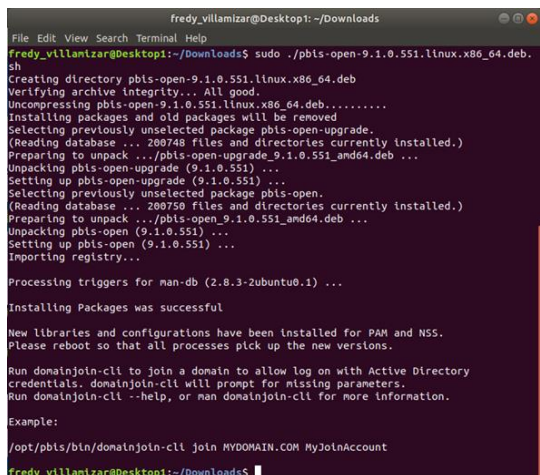 fredy_villamizar@Desktop1: ~/Downloads
File Edit View Search Terminal Help
fredy_villamizar@Desktop1:~/Downloads$ sudo ./pbis-open-9.1.0.551.linux.x86_64.deb.
sh
Creating directory pbis-open-9.1.0.551.linux.x86_64.deb
Verifying archive integrity... All good.
Uncompressing pbis-open-9.1.0.551.linux.x86_64.deb..........
Installing packages and old packages will be removed
Selecting previously unselected package pbis-open-upgrade.
(Reading database ... 200748 files and directories currently installed.)
Preparing to unpack .../pbis-open-upgrade_9.1.0.551_amd64.deb ...
Unpacking pbis-open-upgrade (9.1.0.551) ...
Setting up pbis-open-upgrade (9.1.0.551) ...
Selecting previously unselected package pbis-open.
(Reading database ... 200750 files and directories currently installed.)
Preparing to unpack .../pbis-open_9.1.0.551_amd64.deb ...
Unpacking pbis-open (9.1.0.551) ...
Setting up pbis-open (9.1.0.551) ...
Importing registry...
Processing triggers for man-db (2.8.3-2ubuntu0.1) ...
Installing Packages was successful
New libraries and configurations have been installed for PAM and NSS.
Please reboot so that all processes pick up the new versions.
Run domainjoin-cli to join a domain to allow log on with Active Directory
credentials. domainjoin-cli will prompt for missing parameters.
Run domainjoin-cli --help, or man domainjoin-cli for more information.
Example:
/opt/pbis/bin/domainjoin-cli join MYDOMAIN.COM MyJoinAccount
fredy_villamizar@Desktop1:~/Downloads$